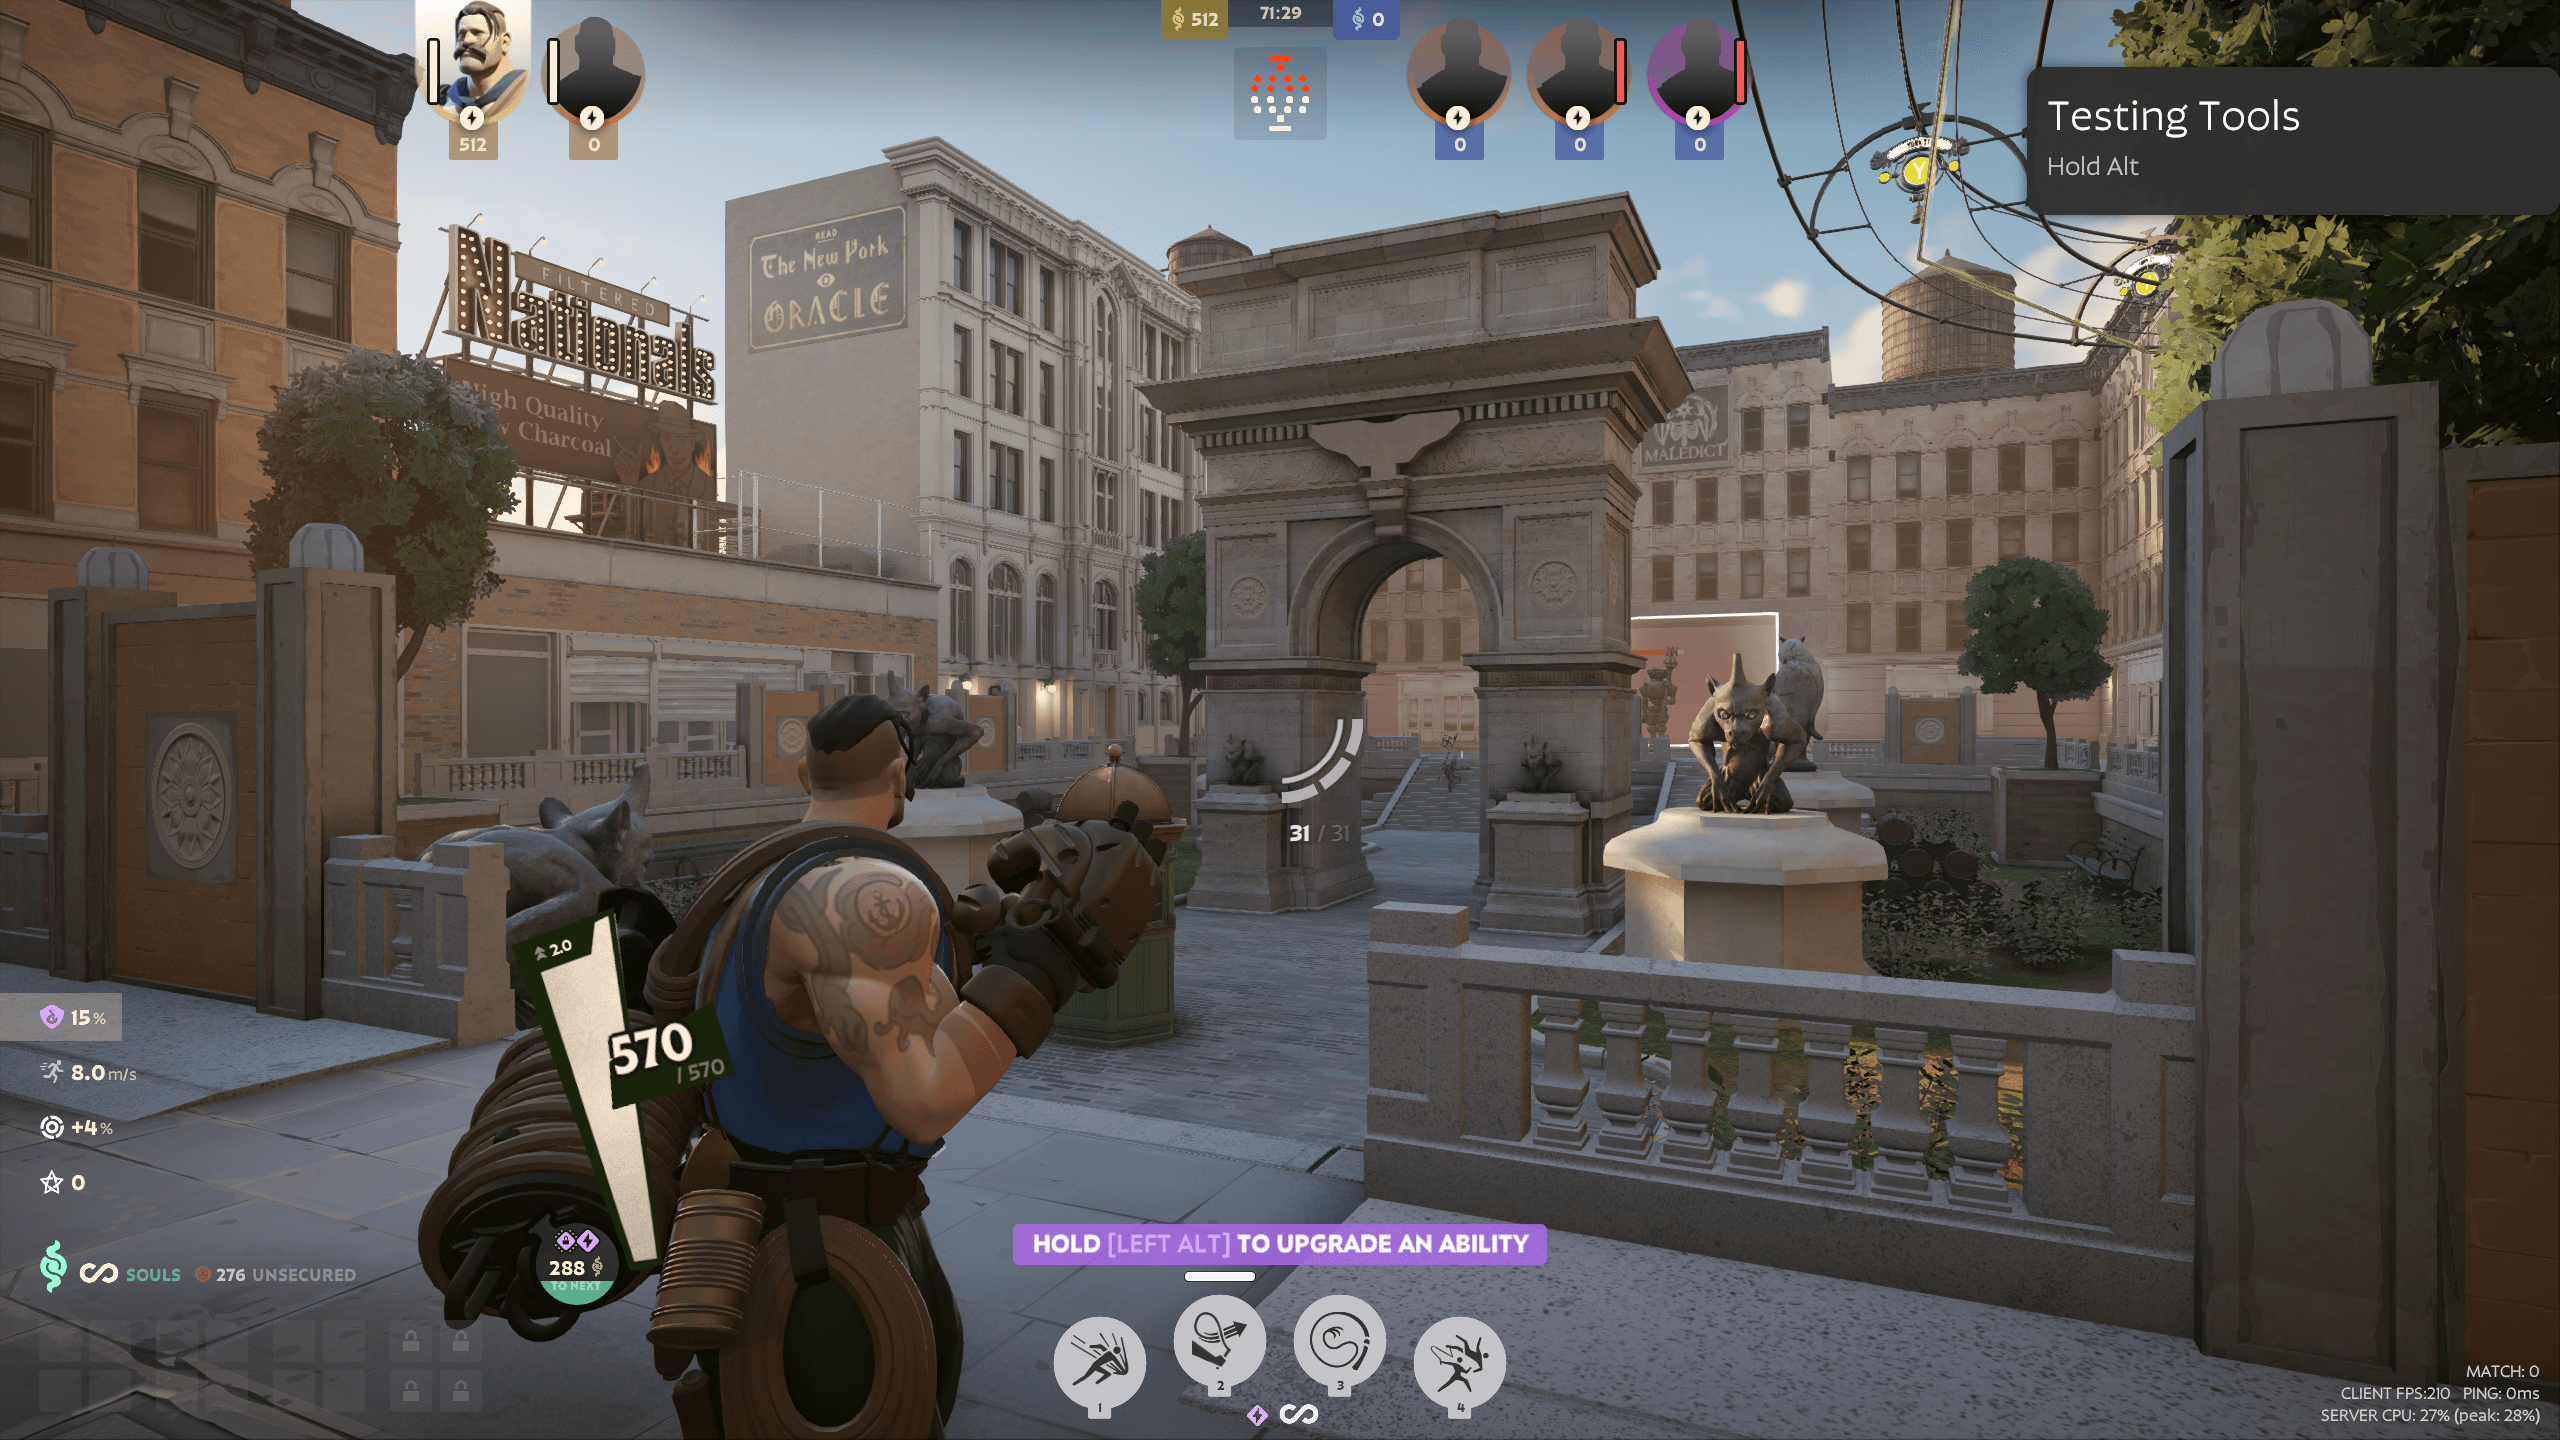 512
71:29
0
512
0
0
0
0
Testing Tools
Hold Alt
Y
FILTERED
Nationals
High Quality
Charcoal
READ
The New York
ORACLE
MALEDICT
31 / 31
2.0
570
/ 570
15%
8.0m/s
+4%
0
SOULS 276 UNSECURED
288
TO NEXT
HOLD [LEFT ALT] TO UPGRADE AN ABILITY
1
2
3
4
MATCH: 0
CLIENT FPS:210 PING: 0ms
SERVER CPU: 27% (peak: 28%)